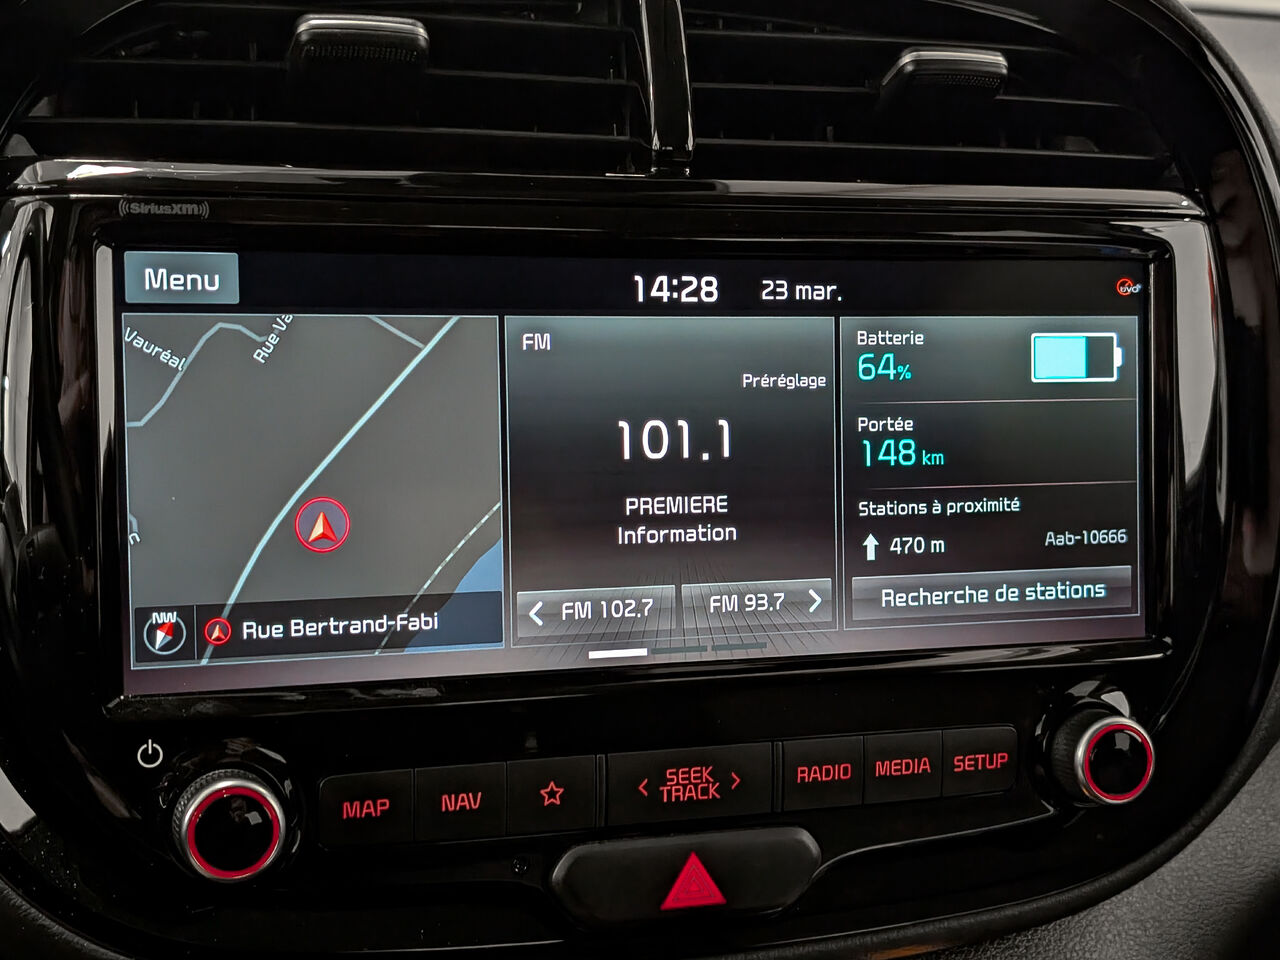 SiriusXM
Menu
14:28
23 mar.
uvo
Vauréal
Rue Va
NW
Rue Bertrand-Fabi
FM
Préréglage
101.1
PREMIERE
Information
FM 102.7
FM 93.7
Batterie
64%
Portée
148 km
Stations à proximité
470 m
Aab-10666
Recherche de stations
MAP
NAV
SEEK
TRACK
RADIO
MEDIA
SETUP